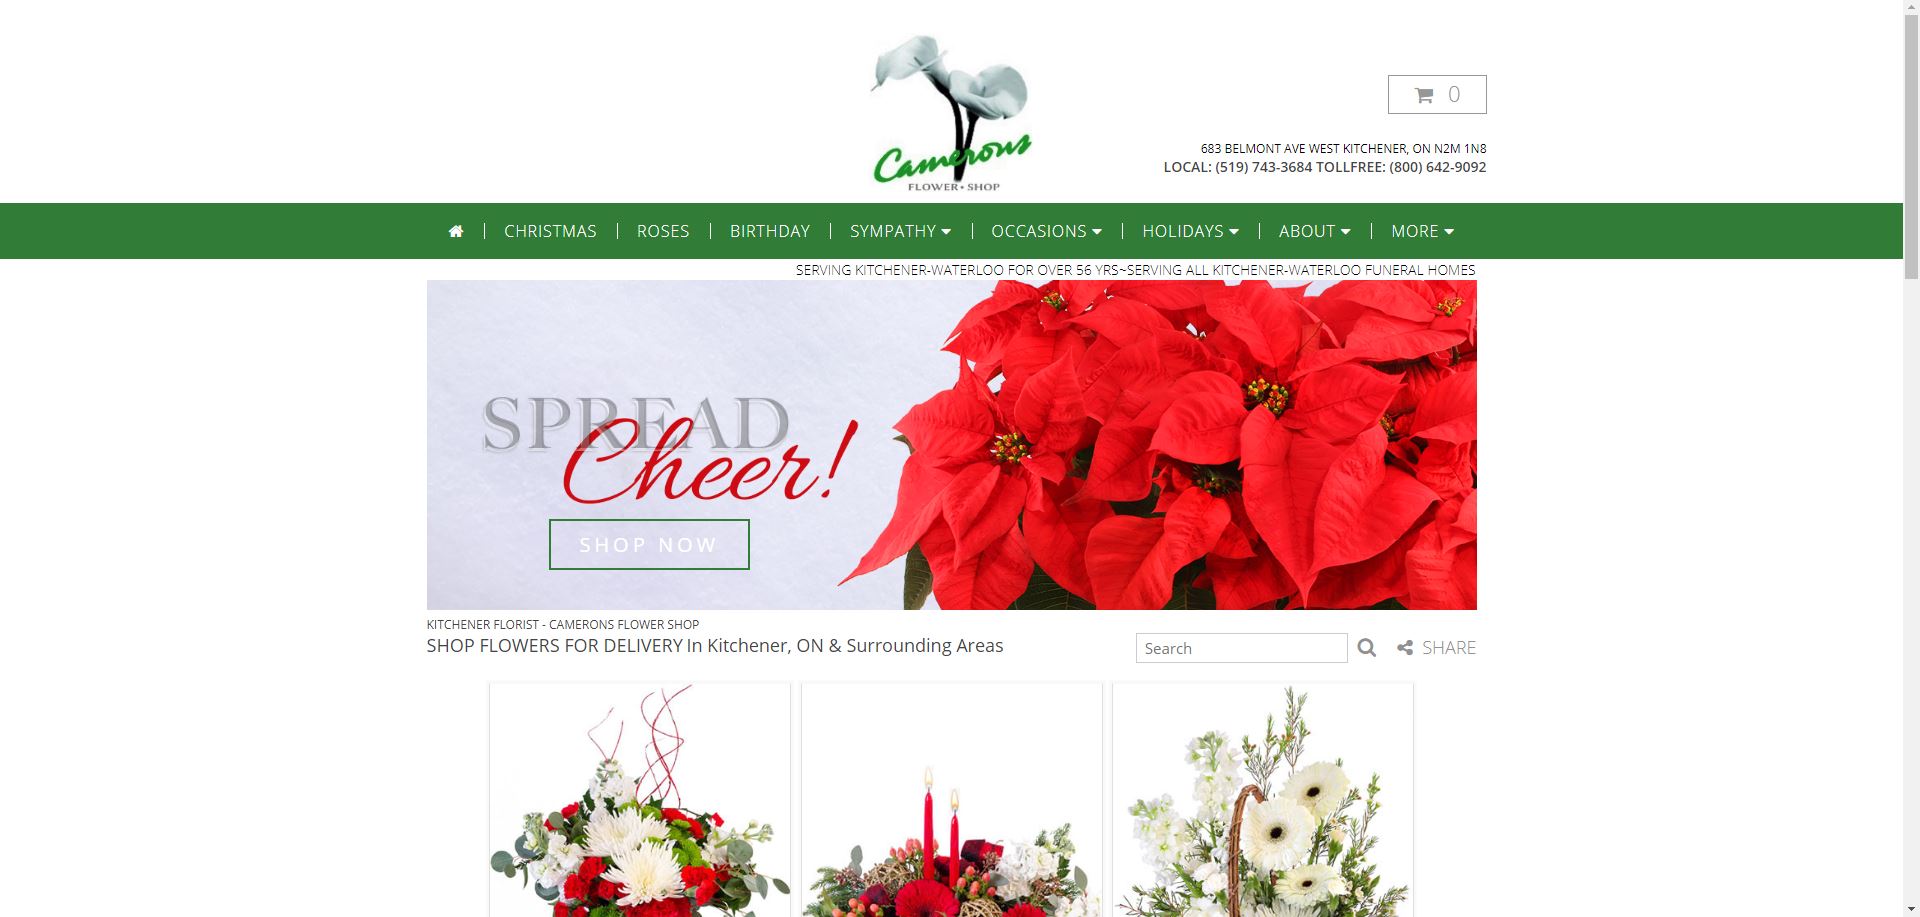 Camerons
FLOWER • SHOP
0
683 BELMONT AVE WEST KITCHENER, ON N2M 1N8
LOCAL: (519) 743-3684 TOLLFREE: (800) 642-9092
CHRISTMAS ROSES BIRTHDAY SYMPATHY OCCASIONS HOLIDAYS ABOUT MORE
SERVING KITCHENER-WATERLOO FOR OVER 56 YRS~SERVING ALL KITCHENER-WATERLOO FUNERAL HOMES
SPREAD
Cheer!
SHOP NOW
KITCHENER FLORIST - CAMERONS FLOWER SHOP
SHOP FLOWERS FOR DELIVERY In Kitchener, ON & Surrounding Areas
Search SHARE